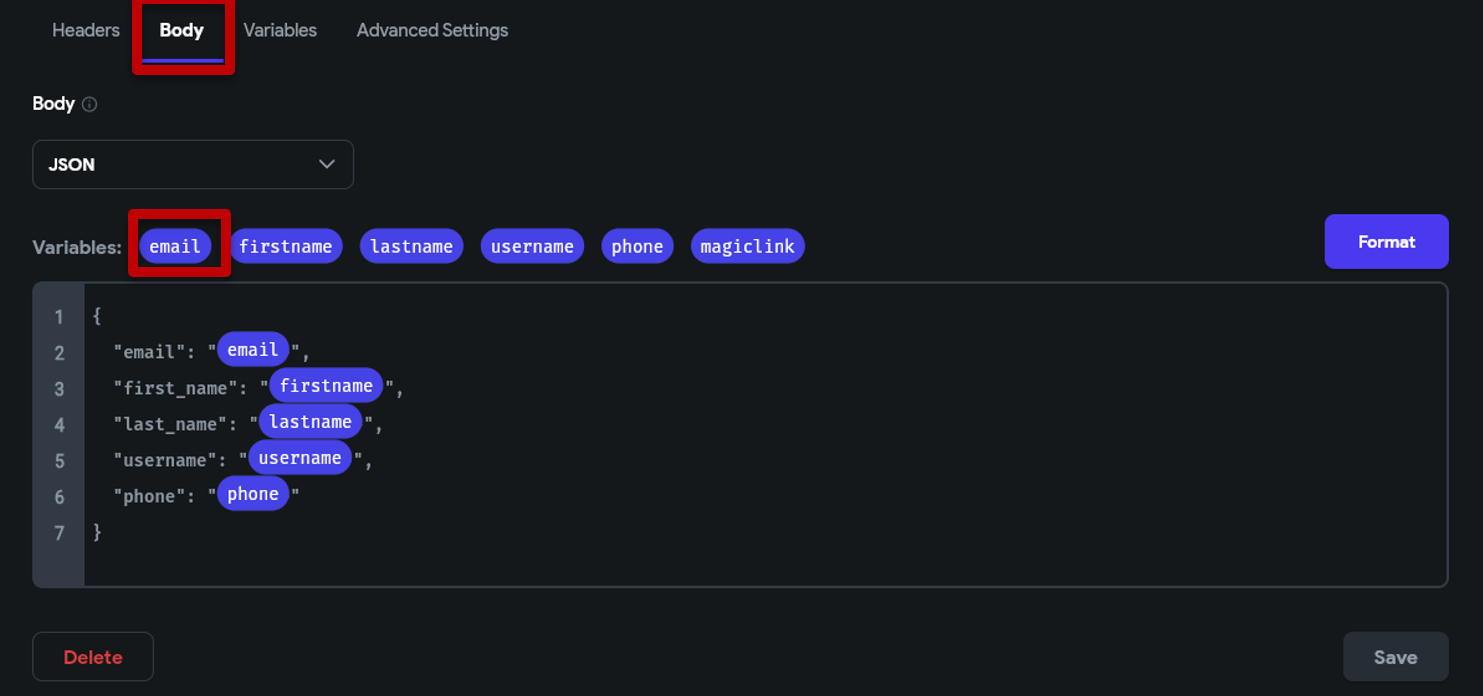 Headers Body Variables Advanced Settings
Body
JSON
Variables: email firstname lastname username phone magiclink
Format
1 {
2 "email": "email",
3 "first_name": "firstname",
4 "last_name": "lastname",
5 "username": "username",
6 "phone": "phone"
7 }
Delete Save